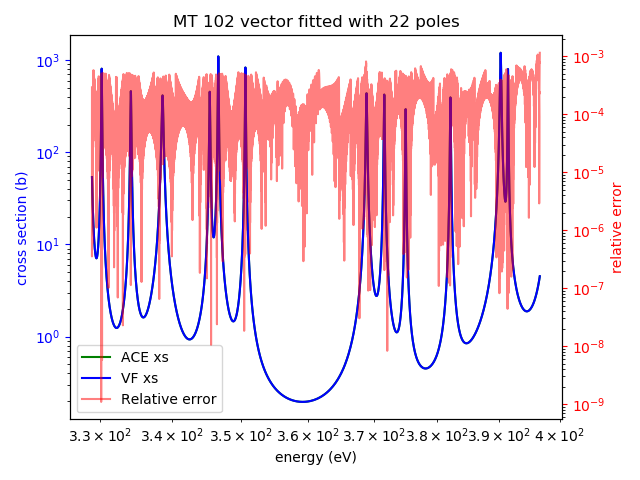 MT 102 vector fitted with 22 poles
10³
10²
10¹
10⁰
cross section (b)
10⁻³
10⁻⁴
10⁻⁵
10⁻⁶
10⁻⁷
10⁻⁸
10⁻⁹
relative error
ACE xs
VF xs
Relative error
3.3 × 10² 3.4 × 10² 3.5 × 10² 3.6 × 10² 3.7 × 10² 3.8 × 10² 3.9 × 10² 4 × 10²
energy (eV)